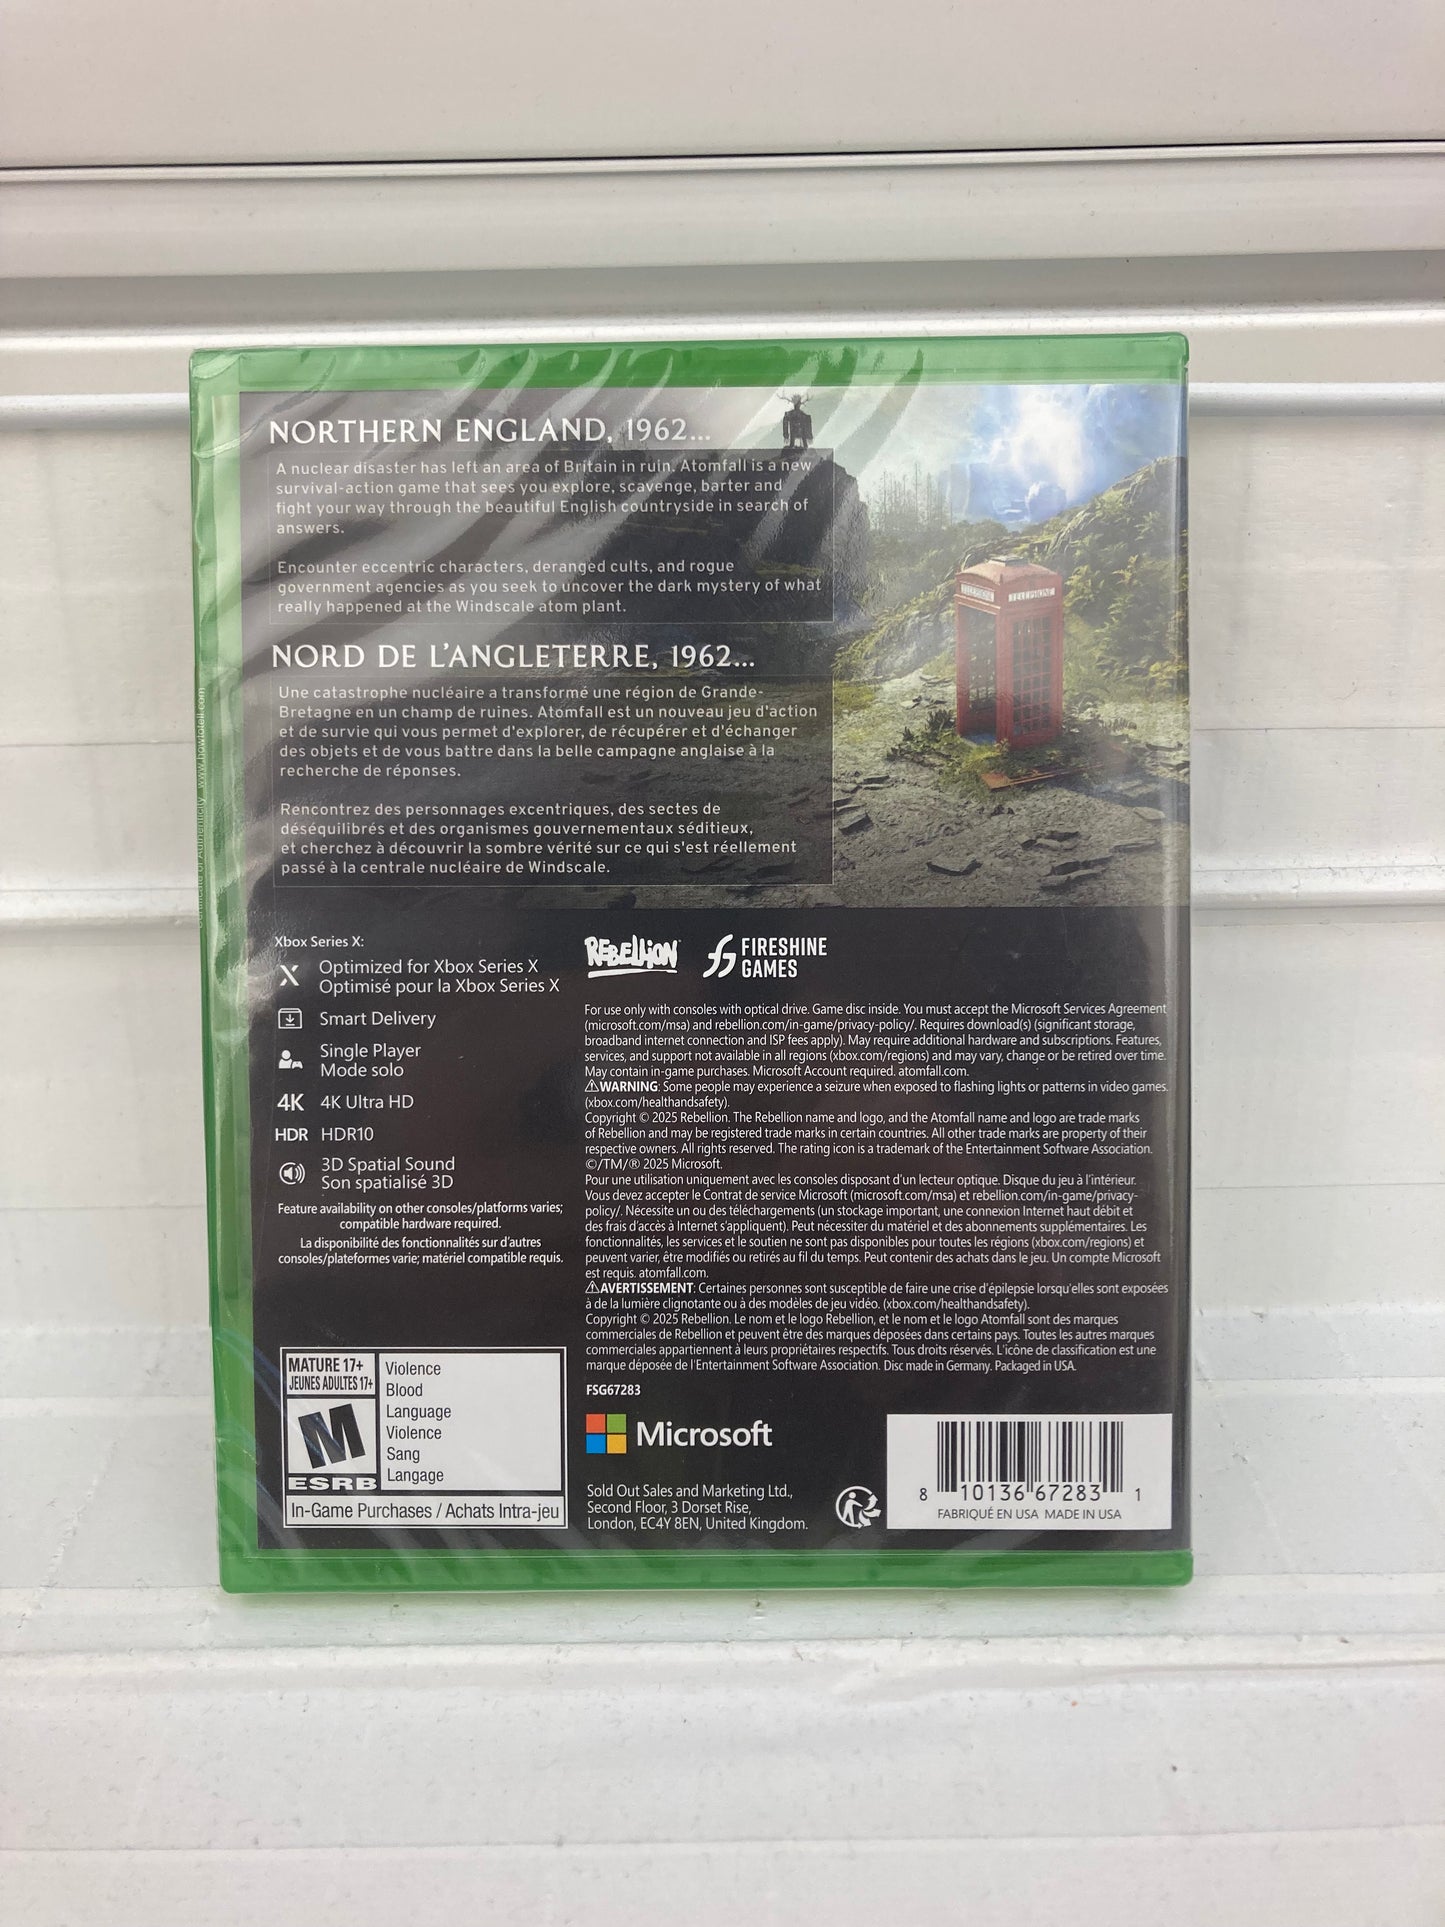 NORTHERN ENGLAND, 1962...
A nuclear disaster has left an area of Britain in ruin. Atomfall is a new
survival-action game that sees you explore, scavenge, barter and
fight your way through the beautiful English countryside in search of
answers.
Encounter eccentric characters, deranged cults, and rogue
government agencies as you seek to uncover the dark mystery of what
really happened at the Windscale atom plant.
TELEPHONE
TELEPHONE
NORD DE L'ANGLETERRE, 1962...
Une catastrophe nucléaire a transformé une région de Grande-
Bretagne en un champ de ruines. Atomfall est un nouveau jeu d'action
et de survie qui vous permet d'explorer, de récupérer et d'échanger
des objets et de vous battre dans la belle campagne anglaise à la
recherche de réponses.
Rencontrez des personnages excentriques, des sectes de
déséquilibrés et des organismes gouvernementaux séditieux,
et cherchez à découvrir la sombre vérité sur ce qui s'est réellement
passé à la centrale nucléaire de Windscale.
Certificate of Authenticity www.howtotell.com
Xbox Series X:
X Optimized for Xbox Series X
Optimisé pour la Xbox Series X
Smart Delivery
Single Player
Mode solo
4K 4K Ultra HD
HDR HDR10
3D Spatial Sound
Son spatialisé 3D
Feature availability on other consoles/platforms varies;
compatible hardware required.
La disponibilité des fonctionnalités sur d'autres
consoles/plateformes varie; matériel compatible requis.
REBELLION
FIRESHINE
GAMES
For use only with consoles with optical drive. Game disc inside. You must accept the Microsoft Services Agreement
(microsoft.com/msa) and rebellion.com/in-game/privacy-policy/. Requires download(s) (significant storage,
broadband internet connection and ISP fees apply). May require additional hardware and subscriptions. Features,
services, and support not available in all regions (xbox.com/regions) and may vary, change or be retired over time.
May contain in-game purchases. Microsoft Account required. atomfall.com.
⚠WARNING: Some people may experience a seizure when exposed to flashing lights or patterns in video games.
(xbox.com/healthandsafety).
Copyright © 2025 Rebellion. The Rebellion name and logo, and the Atomfall name and logo are trade marks
of Rebellion and may be registered trade marks in certain countries. All other trade marks are property of their
respective owners. All rights reserved. The rating icon is a trademark of the Entertainment Software Association.
©/TM/® 2025 Microsoft.
Pour une utilisation uniquement avec les consoles disposant d'un lecteur optique. Disque du jeu à l'intérieur.
Vous devez accepter le Contrat de service Microsoft (microsoft.com/msa) et rebellion.com/in-game/privacy-
policy/. Nécessite un ou des téléchargements (un stockage important, une connexion Internet haut débit et
des frais d'accès à Internet s'appliquent). Peut nécessiter du matériel et des abonnements supplémentaires. Les
fonctionnalités, les services et le soutien ne sont pas disponibles pour toutes les régions (xbox.com/regions) et
peuvent varier, être modifiés ou retirés au fil du temps. Peut contenir des achats dans le jeu. Un compte Microsoft
est requis. atomfall.com.
⚠AVERTISSEMENT: Certaines personnes sont susceptible de faire une crise d'épilepsie lorsqu'elles sont exposées
à de la lumière clignotante ou à des modèles de jeu vidéo. (xbox.com/healthandsafety).
Copyright © 2025 Rebellion. Le nom et le logo Rebellion, et le nom et le logo Atomfall sont des marques
commerciales de Rebellion et peuvent être des marques déposées dans certains pays. Toutes les autres marques
commerciales appartiennent à leurs propriétaires respectifs. Tous droits réservés. L'icône de classification est une
marque déposée de l'Entertainment Software Association. Disc made in Germany. Packaged in USA.
FSG67283
MATURE 17+
JEUNES ADULTES 17+
M
ESRB
Violence
Blood
Language
Violence
Sang
Langage
In-Game Purchases / Achats Intra-jeu
Microsoft
Sold Out Sales and Marketing Ltd.,
Second Floor, 3 Dorset Rise,
London, EC4Y 8EN, United Kingdom.
8 10136 67283 1
FABRIQUÉ EN USA MADE IN USA